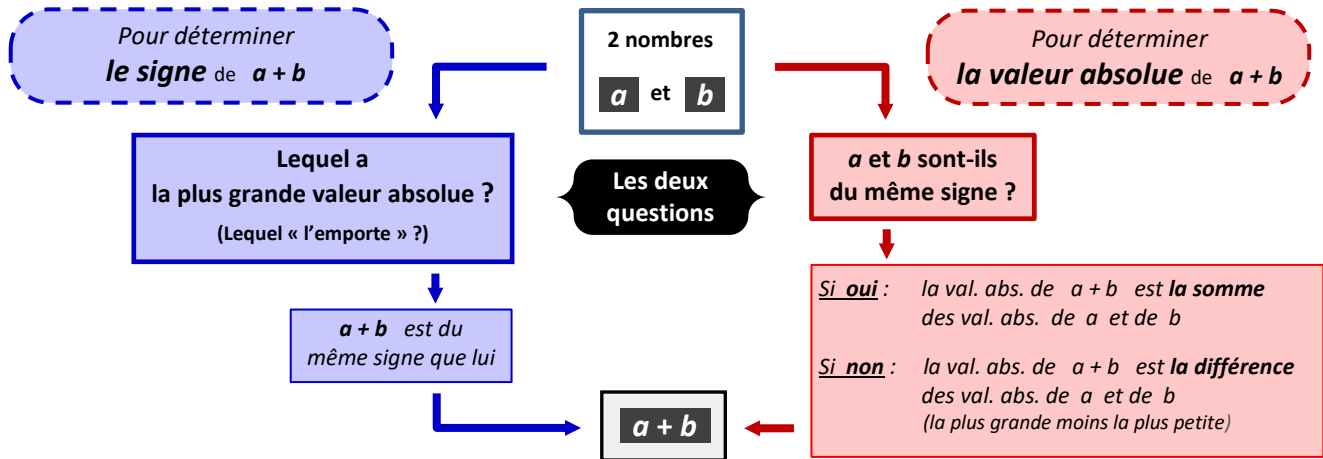 Pour déterminer
le signe de a + b
2 nombres
a et b
Pour déterminer
la valeur absolue de a + b
Lequel a
la plus grande valeur absolue ?
(Lequel « l’emporte » ?)
Les deux
questions
a et b sont-ils
du même signe ?
a + b est du
même signe que lui
Si oui : la val. abs. de a + b est la somme
des val. abs. de a et de b
Si non : la val. abs. de a + b est la différence
des val. abs. de a et de b
(la plus grande moins la plus petite)
a + b